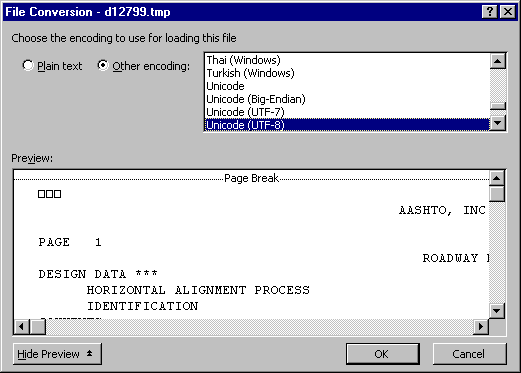 File Conversion - d12799.tmp
Choose the encoding to use for loading this file
Plain text
Other encoding:
Thai (Windows)
Turkish (Windows)
Unicode
Unicode (Big-Endian)
Unicode (UTF-7)
Unicode (UTF-8)
Preview:
Page Break
□□□
AASHTO, INC
PAGE 1
ROADWAY
DESIGN DATA ***
HORIZONTAL ALIGNMENT PROCESS
IDENTIFICATION
Hide Preview
OK
Cancel